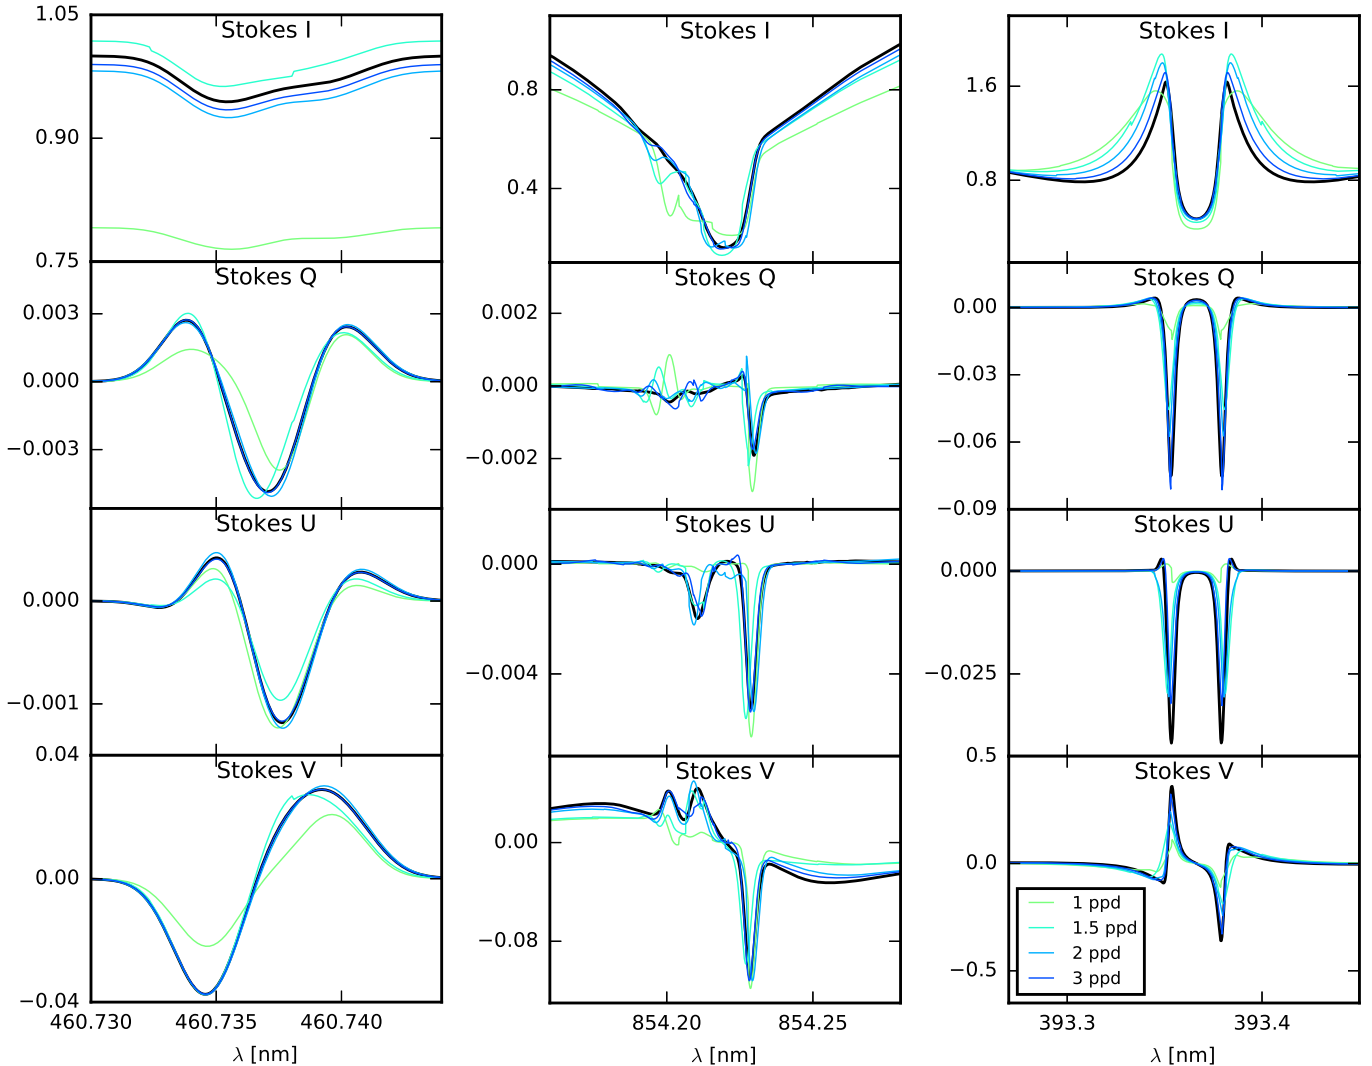 Stokes I
1.05
0.90
0.75
Stokes I
0.8
0.4
Stokes I
1.6
0.8
Stokes Q
0.003
0.000
−0.003
Stokes Q
0.002
0.000
−0.002
Stokes Q
0.00
−0.03
−0.06
−0.09
Stokes U
0.000
−0.001
Stokes U
0.000
−0.004
Stokes U
0.000
−0.025
Stokes V
0.04
0.00
−0.04
460.730 460.735 460.740
λ [nm]
Stokes V
0.00
−0.08
854.20 854.25
λ [nm]
Stokes V
0.5
0.0
−0.5
1 ppd
1.5 ppd
2 ppd
3 ppd
393.3 393.4
λ [nm]